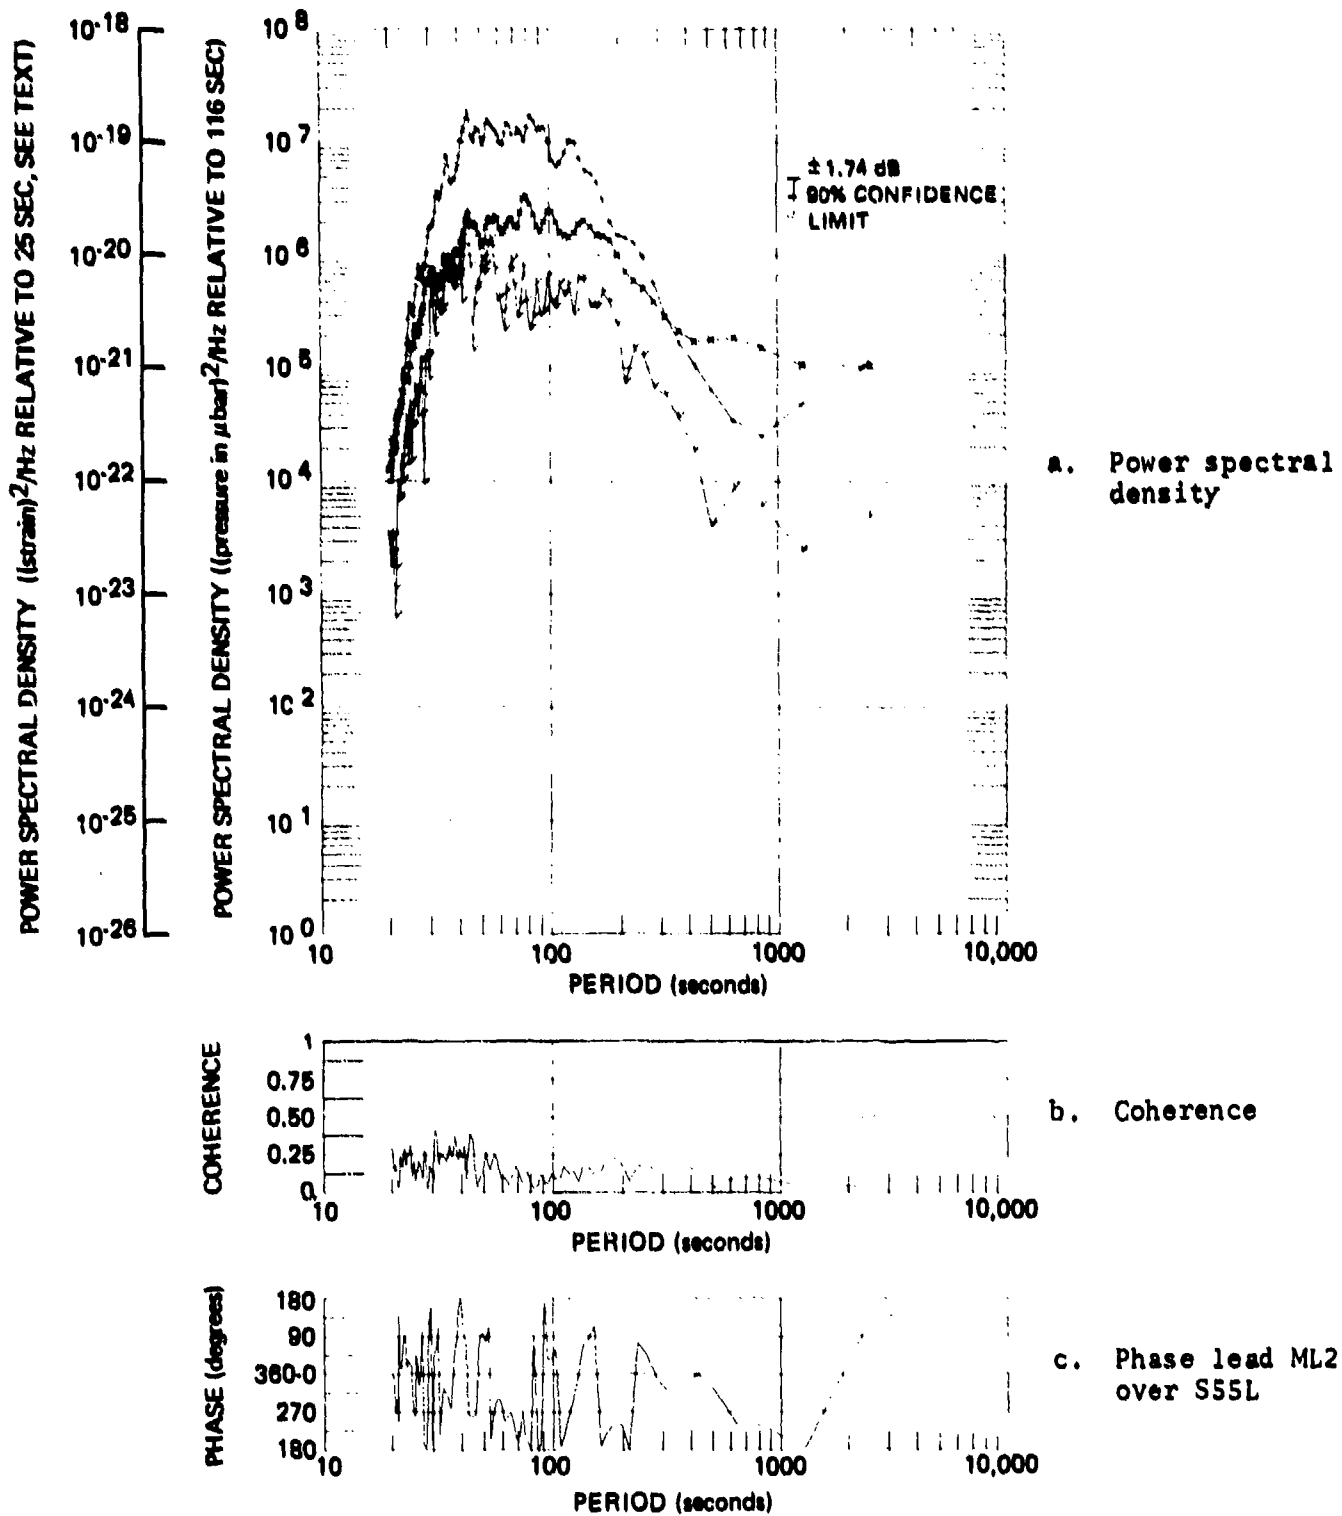 POWER SPECTRAL DENSITY ((strain)²/Hz RELATIVE TO 25 SEC, SEE TEXT)
10-18
10-19
10-20
10-21
10-22
10-23
10-24
10-25
10-26
POWER SPECTRAL DENSITY ((pressure in μbar)²/Hz RELATIVE TO 116 SEC)
10 8
10 7
10 6
10 5
10 4
10 3
10 2
10 1
10 0
± 1.74 dB
90% CONFIDENCE
LIMIT
10 100 1000 10,000
PERIOD (seconds)
a. Power spectral
density
COHERENCE
1
0.75
0.50
0.25
0
10 100 1000 10,000
PERIOD (seconds)
b. Coherence
PHASE (degrees)
180
90
360-0
270
180
10 100 1000 10,000
PERIOD (seconds)
c. Phase lead ML2
over S55L